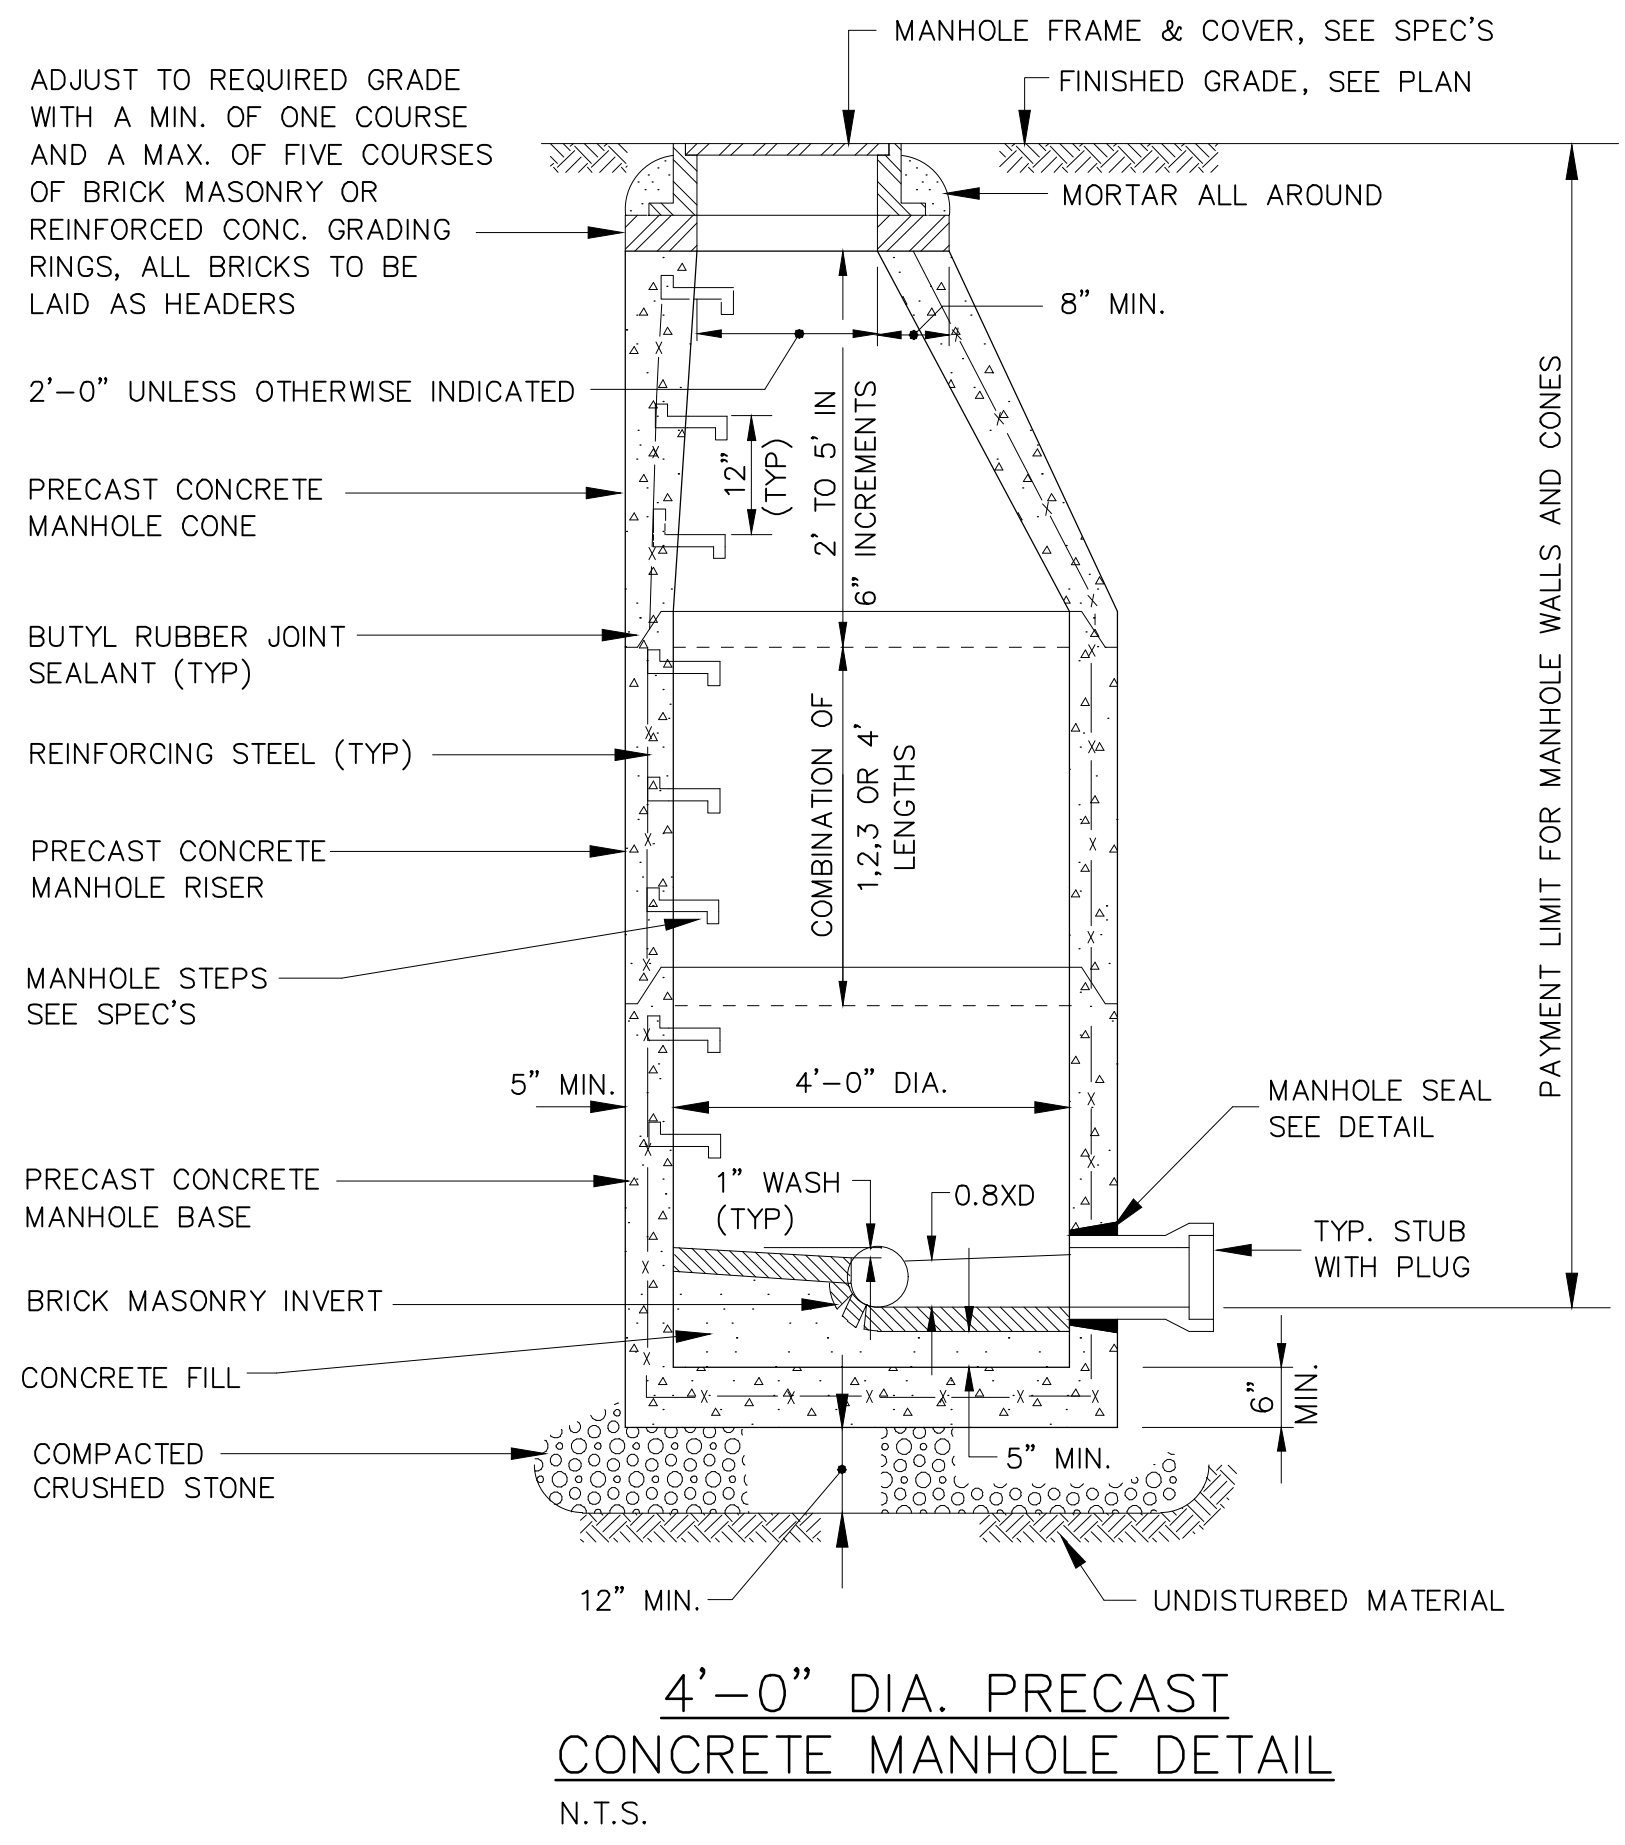 MANHOLE FRAME & COVER, SEE SPEC'S
FINISHED GRADE, SEE PLAN
ADJUST TO REQUIRED GRADE
WITH A MIN. OF ONE COURSE
AND A MAX. OF FIVE COURSES
OF BRICK MASONRY OR
REINFORCED CONC. GRADING
RINGS, ALL BRICKS TO BE
LAID AS HEADERS
MORTAR ALL AROUND
8" MIN.
2'-0" UNLESS OTHERWISE INDICATED
12"
(TYP)
2' TO 5' IN
6" INCREMENTS
PRECAST CONCRETE
MANHOLE CONE
BUTYL RUBBER JOINT
SEALANT (TYP)
REINFORCING STEEL (TYP)
COMBINATION OF
1,2,3 OR 4'
LENGTHS
PRECAST CONCRETE
MANHOLE RISER
MANHOLE STEPS
SEE SPEC'S
PAYMENT LIMIT FOR MANHOLE WALLS AND CONES
5" MIN.
4'-0" DIA.
MANHOLE SEAL
SEE DETAIL
PRECAST CONCRETE
MANHOLE BASE
1" WASH
(TYP)
0.8XD
TYP. STUB
WITH PLUG
BRICK MASONRY INVERT
CONCRETE FILL
6"
MIN.
COMPACTED
CRUSHED STONE
5" MIN.
12" MIN.
UNDISTURBED MATERIAL
4'-0" DIA. PRECAST
CONCRETE MANHOLE DETAIL
N.T.S.